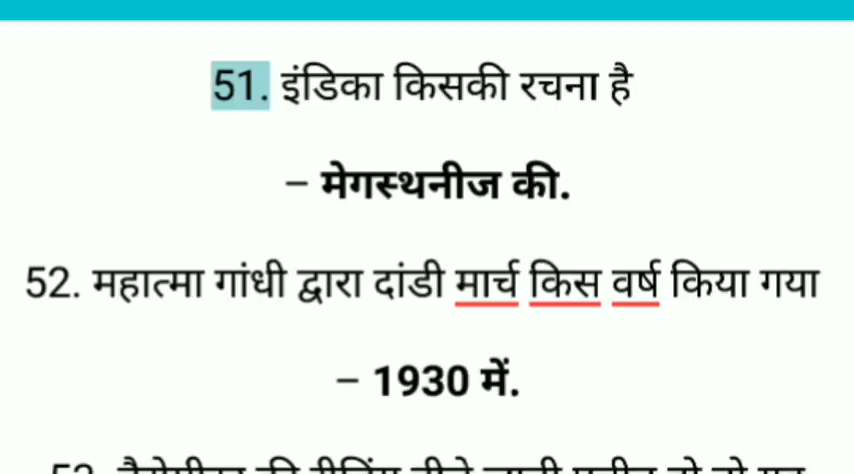 51. इंडिका किसकी रचना है
– मेगस्थनीज की.
52. महात्मा गांधी द्वारा दांडी मार्च किस वर्ष किया गया
– 1930 में.